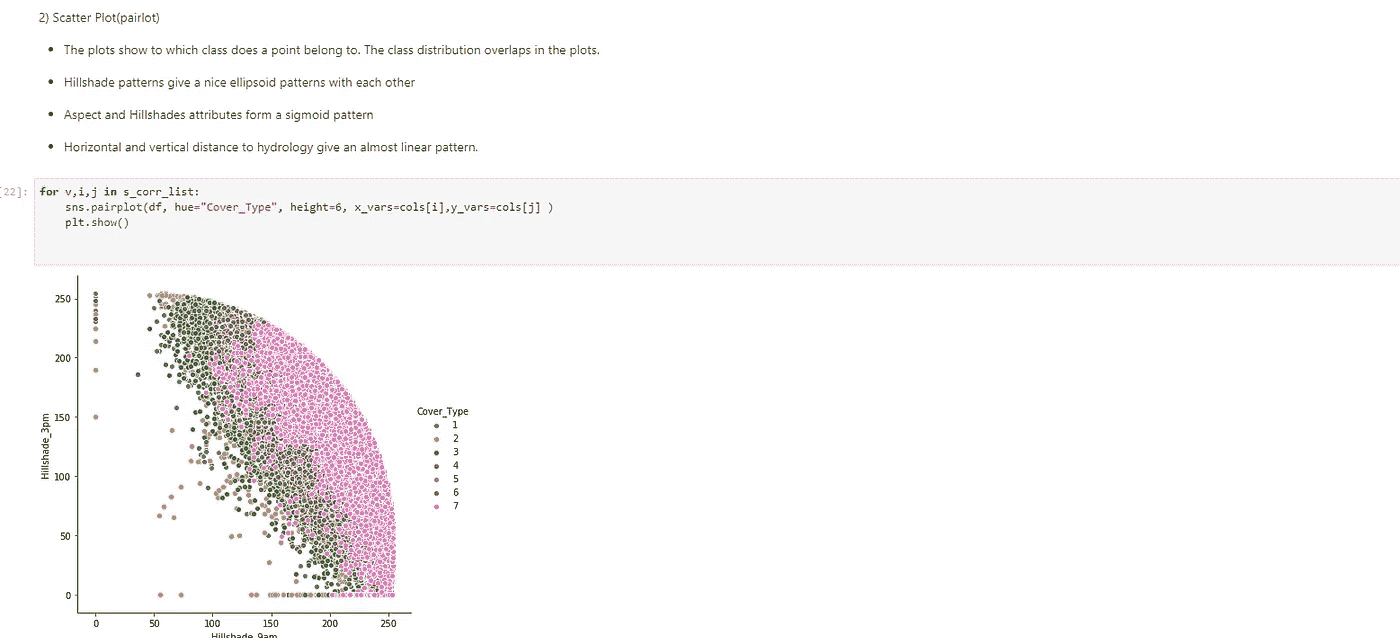 2) Scatter Plot(pairlot)
The plots show to which class does a point belong to. The class distribution overlaps in the plots.
Hillshade patterns give a nice ellipsoid patterns with each other
Aspect and Hillshades attributes form a sigmoid pattern
Horizontal and vertical distance to hydrology give an almost linear pattern.
[22]:
for v,i,j in s_corr_list:
sns.pairplot(df, hue="Cover_Type", height=6, x_vars=cols[i],y_vars=cols[j] )
plt.show()
250
200
150
100
50
0
Hillshade_3pm
0 50 100 150 200 250
Hillshade_9am
Cover_Type
1
2
3
4
5
6
7